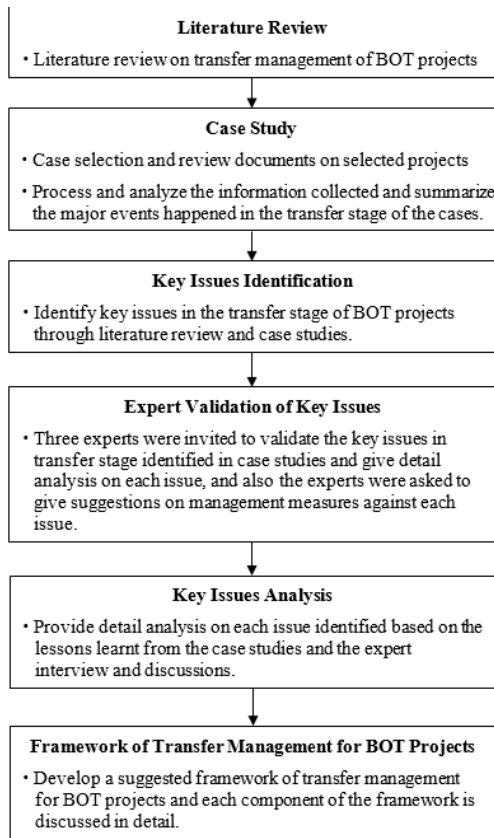 Literature Review
• Literature review on transfer management of BOT projects
Case Study
• Case selection and review documents on selected projects
• Process and analyze the information collected and summarize
the major events happened in the transfer stage of the cases.
Key Issues Identification
• Identify key issues in the transfer stage of BOT projects
through literature review and case studies.
Expert Validation of Key Issues
• Three experts were invited to validate the key issues in
transfer stage identified in case studies and give detail
analysis on each issue, and also the experts were asked to
give suggestions on management measures against each
issue.
Key Issues Analysis
• Provide detail analysis on each issue identified based on the
lessons learnt from the case studies and the expert
interview and discussions.
Framework of Transfer Management for BOT Projects
• Develop a suggested framework of transfer management
for BOT projects and each component of the framework is
discussed in detail.